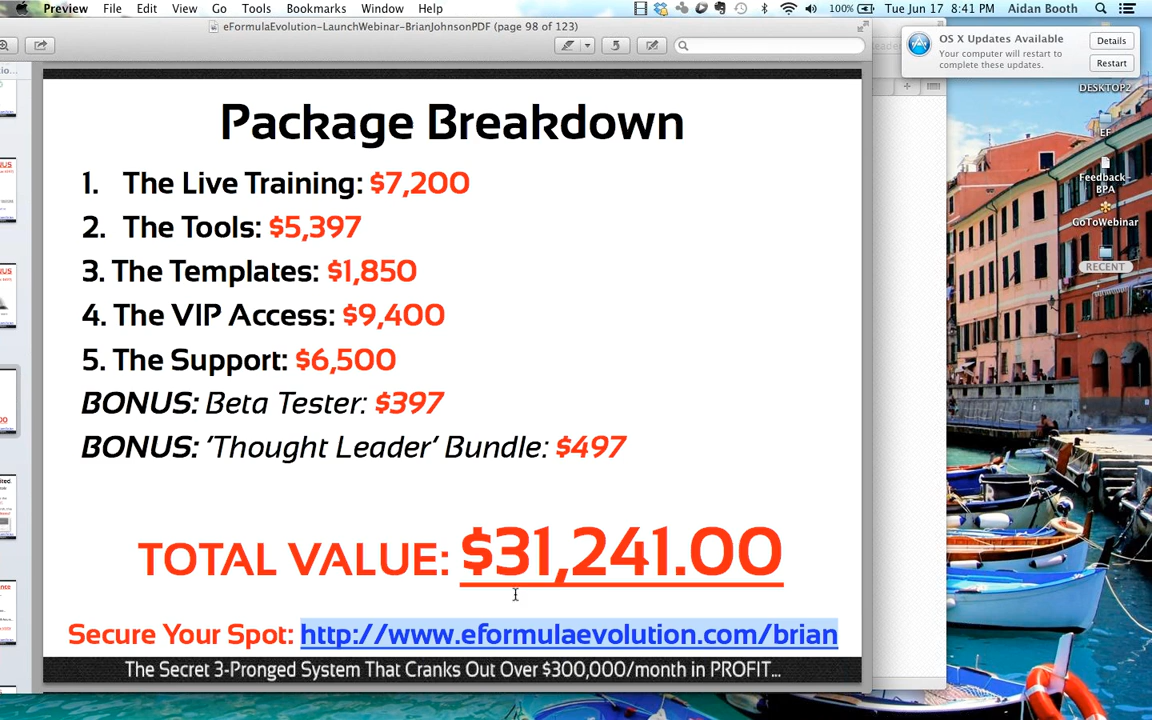 Preview File Edit View Go Tools Bookmarks Window Help 100% Tue Jun 17 8:41 PM Aidan Booth
eFormulaEvolution-LaunchWebinar-BrianJohnsonPDF (page 98 of 123)
OS X Updates Available
Your computer will restart to complete these updates.
Details
Restart
DESKTOP2
EF
Feedback-
BPA
GoToWebinar
RECENT
Package Breakdown
1. The Live Training: $7,200
2. The Tools: $5,397
3. The Templates: $1,850
4. The VIP Access: $9,400
5. The Support: $6,500
BONUS: Beta Tester: $397
BONUS: 'Thought Leader' Bundle: $497
TOTAL VALUE: $31,241.00
Secure Your Spot: http://www.eformulaevolution.com/brian
The Secret 3-Pronged System That Cranks Out Over $300,000/month in PROFIT...